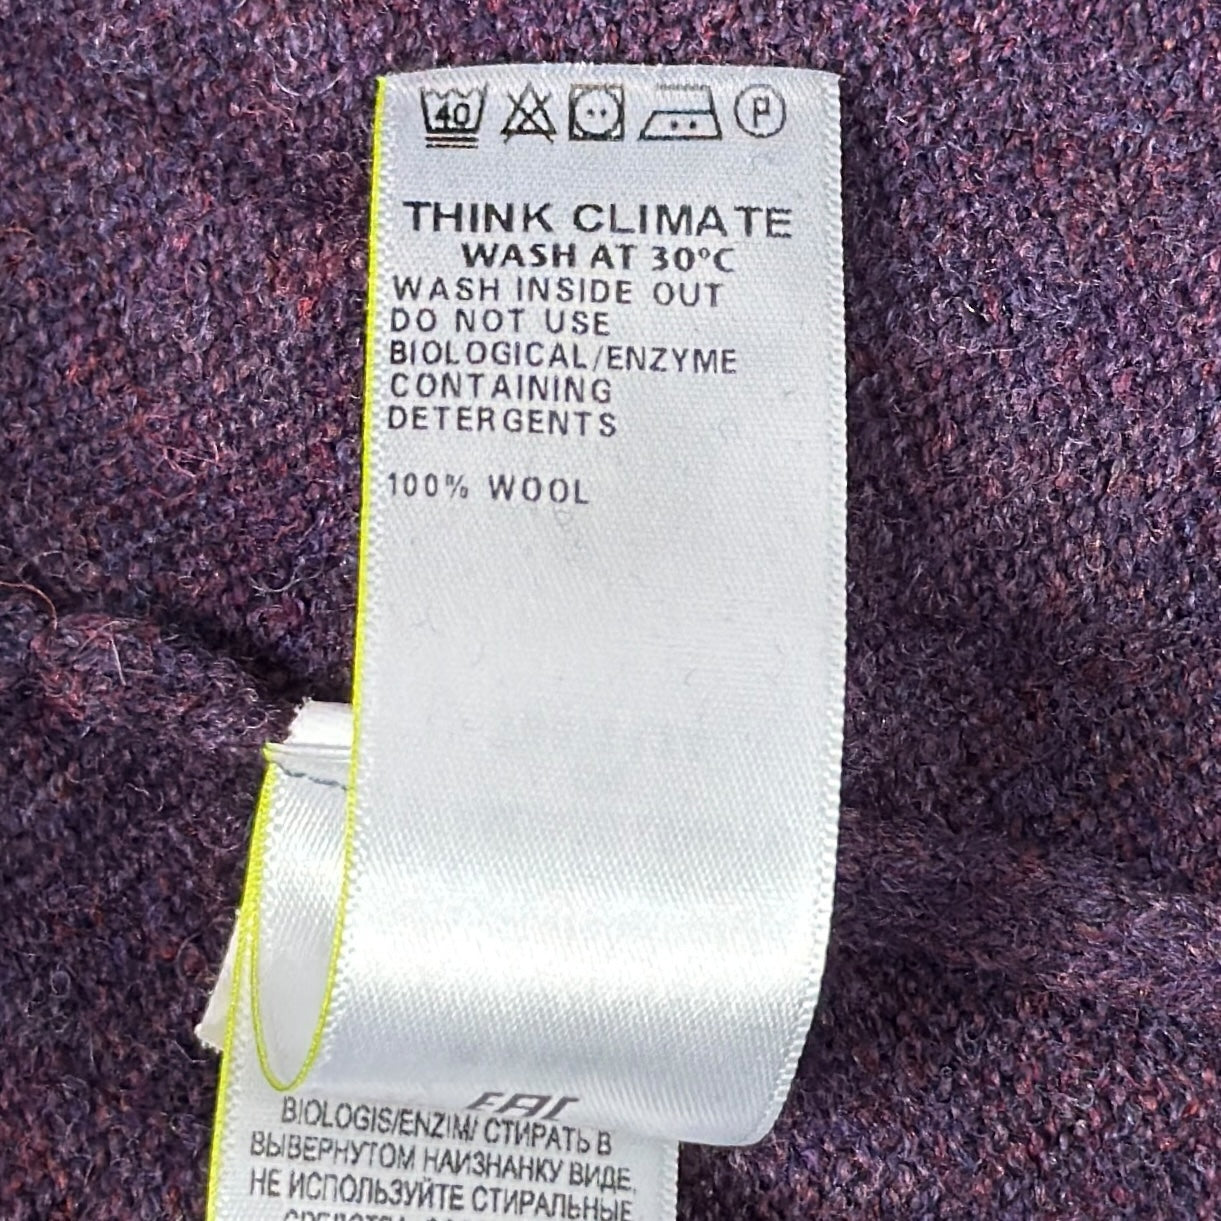 40 P
THINK CLIMATE
WASH AT 30°C
WASH INSIDE OUT
DO NOT USE
BIOLOGICAL/ENZYME
CONTAINING
DETERGENTS
100% WOOL
EAC
BIOLOGIS/ENZIM/ СТИРАТЬ В
ВЫВЕРНУТОМ НАИЗНАНКУ ВИДЕ.
НЕ ИСПОЛЬЗУЙТЕ СТИРАЛЬНЫЕ